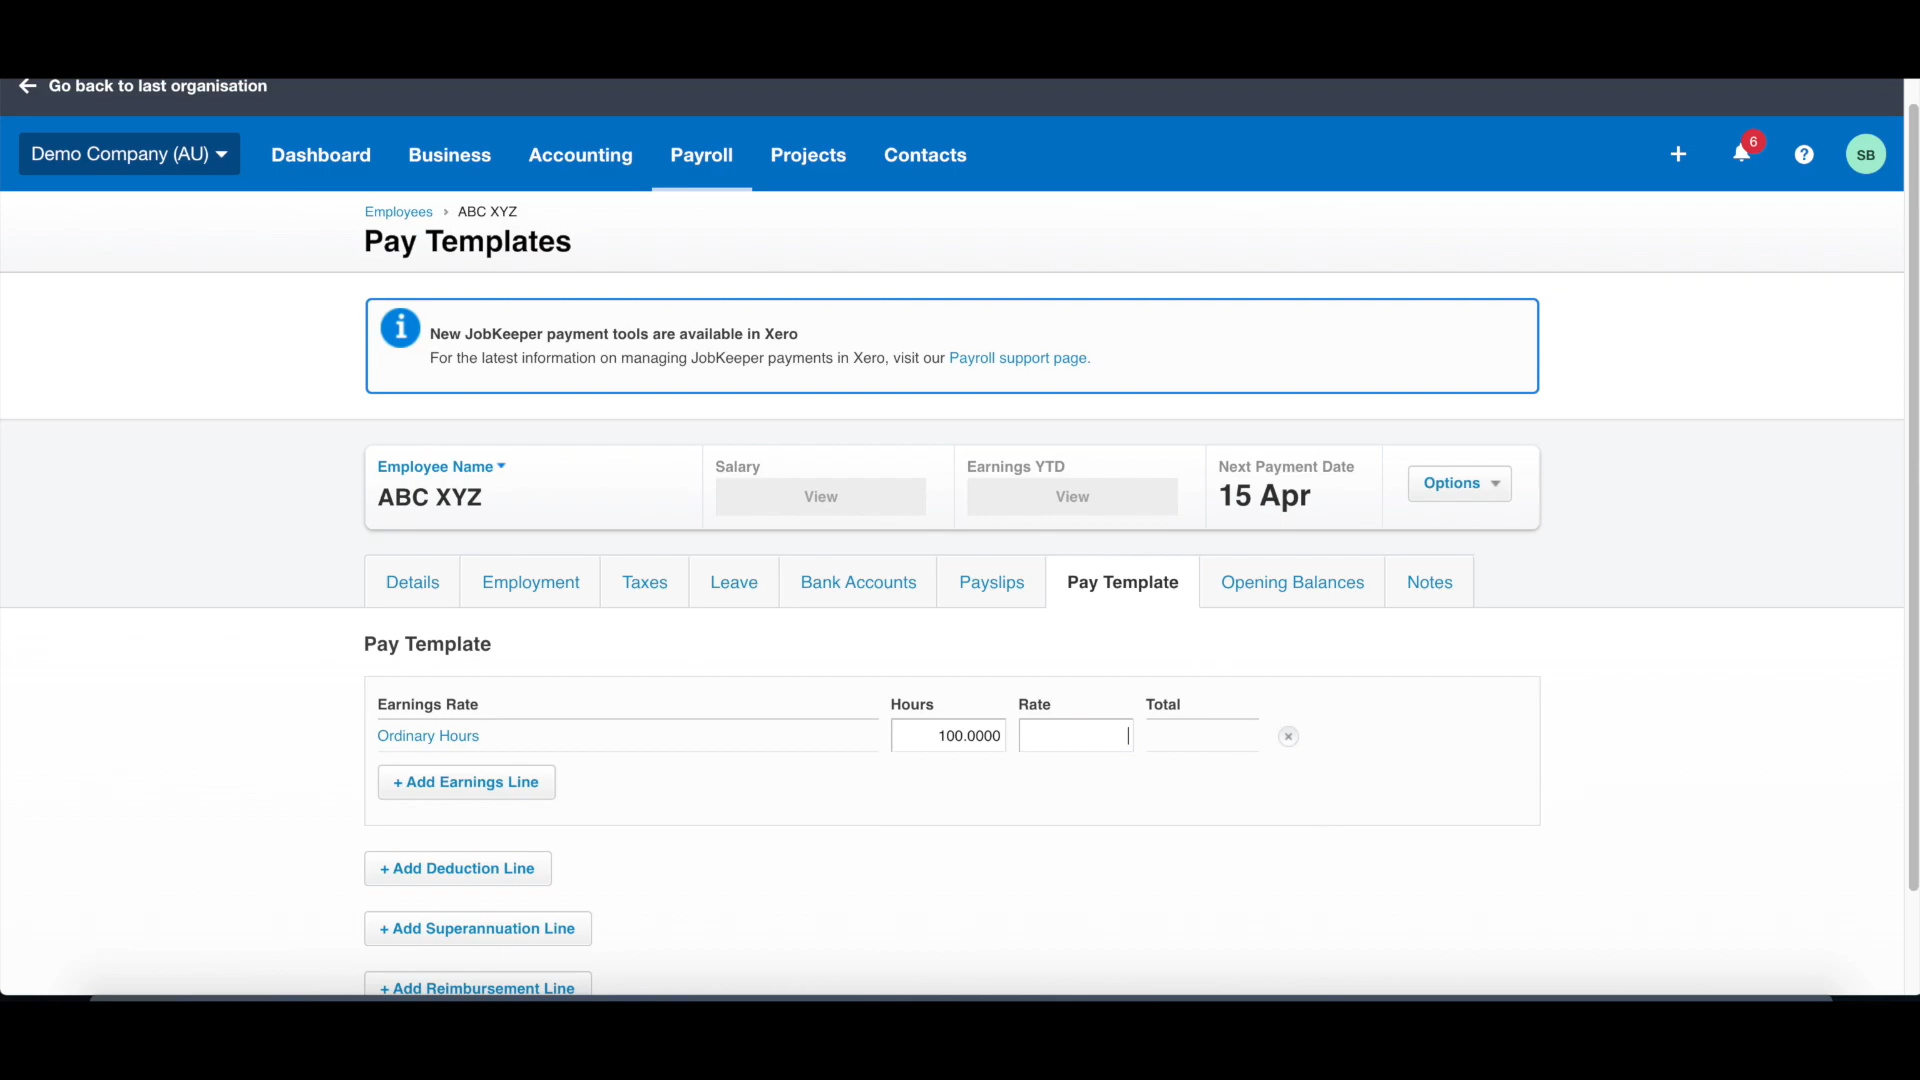 Go back to last organisation
Demo Company (AU) Dashboard Business Accounting Payroll Projects Contacts 6 SB
Employees › ABC XYZ
Pay Templates
New JobKeeper payment tools are available in Xero
For the latest information on managing JobKeeper payments in Xero, visit our Payroll support page.
Employee Name Salary Earnings YTD Next Payment Date
ABC XYZ View View 15 Apr Options
Details Employment Taxes Leave Bank Accounts Payslips Pay Template Opening Balances Notes
Pay Template
Earnings Rate Hours Rate Total
Ordinary Hours 100.0000
+ Add Earnings Line
+ Add Deduction Line
+ Add Superannuation Line
+ Add Reimbursement Line